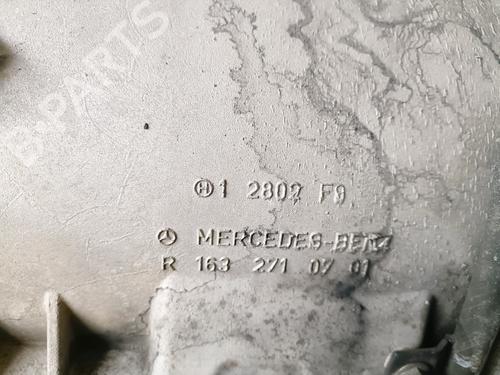 B-PARTS
H 1 2802 F9
MERCEDES-BENZ
R 163 271 07 01